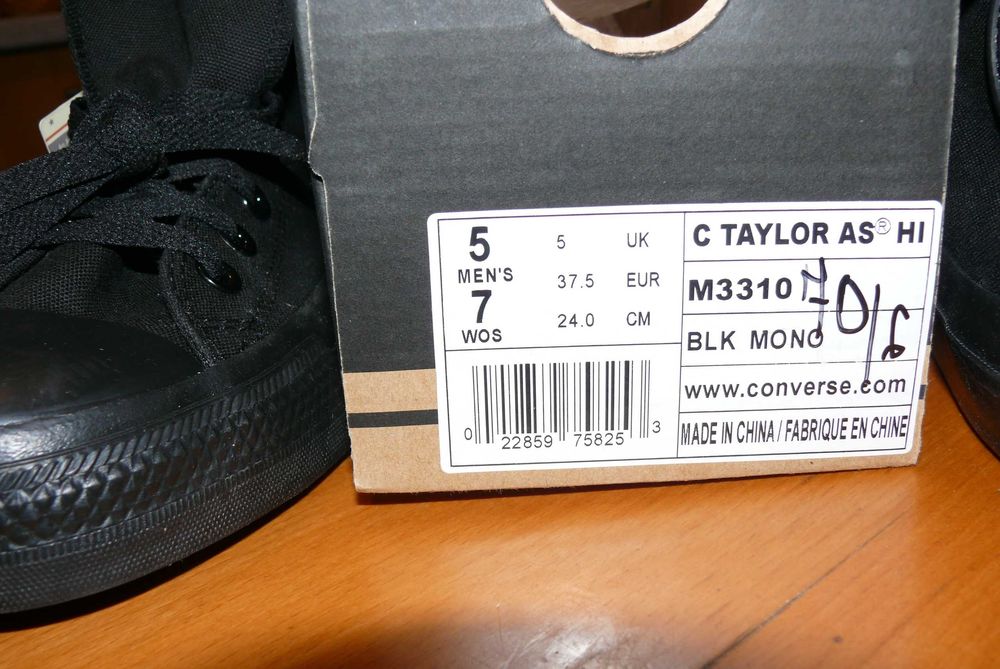 5
MEN'S
7
WOS
5 UK
37.5 EUR
24.0 CM
0 22859 75825 3
C TAYLOR AS® HI
M3310
BLK MONO
www.converse.com
MADE IN CHINA / FABRIQUE EN CHINE